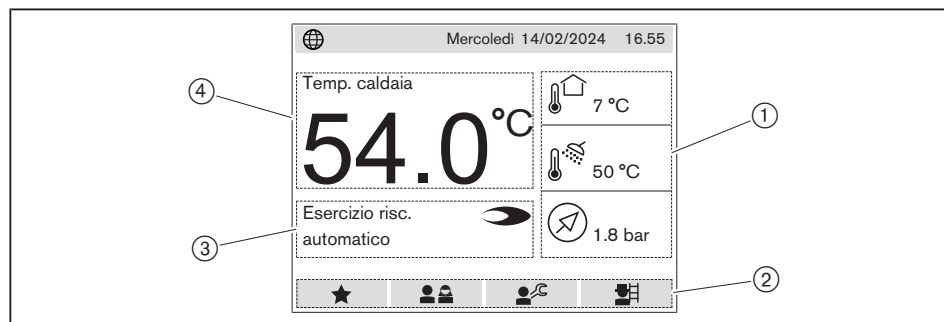 Mercoledì 14/02/2024 16.55
Temp. caldaia
54.0 °C
7 °C
50 °C
1.8 bar
Esercizio risc.
automatico
4
3
1
2